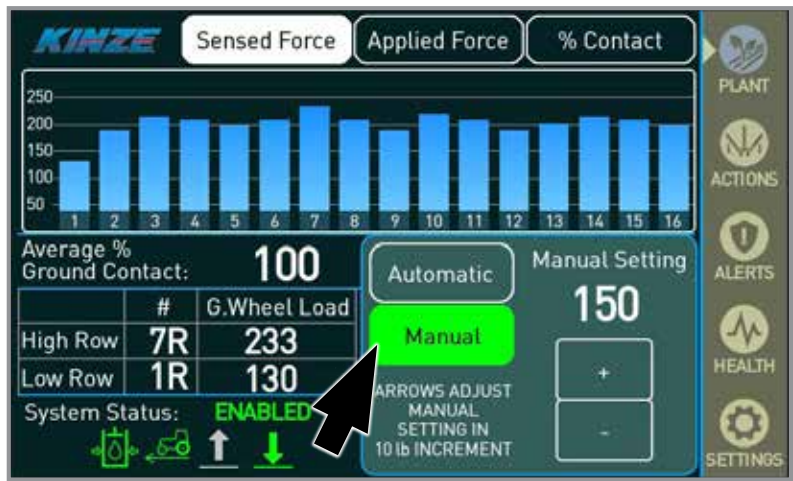 KINZE
Sensed Force
Applied Force
% Contact
PLANT
250
200
150
100
50
1 2 3 4 5 6 7 8 9 10 11 12 13 14 15 16
ACTIONS
Average %
Ground Contact:
100
# G.Wheel Load
High Row 7R 233
Low Row 1R 130
System Status: ENABLED
Automatic
Manual
ARROWS ADJUST
MANUAL
SETTING IN
10 lb INCREMENT
Manual Setting
150
+
-
ALERTS
HEALTH
SETTINGS